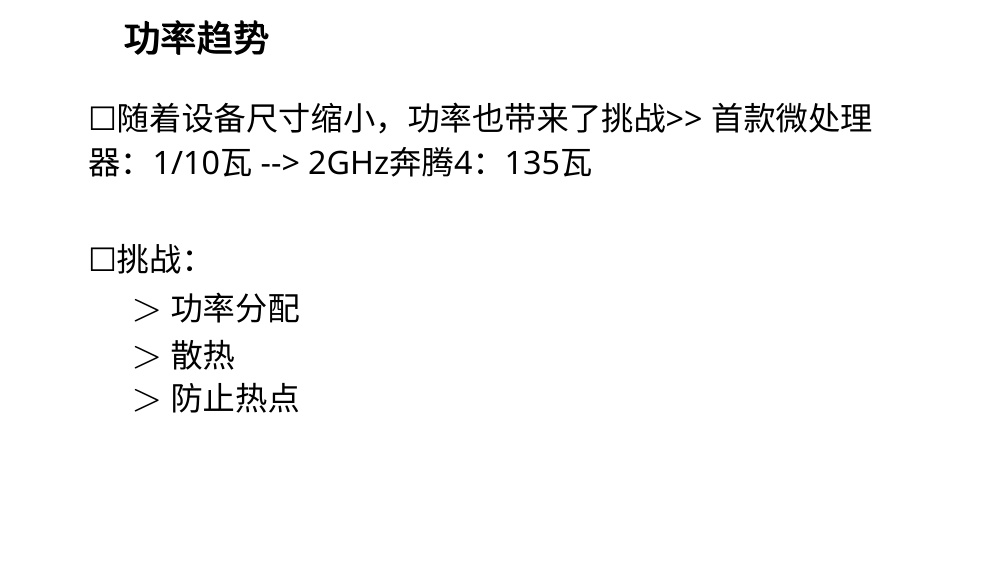 功率趋势
☐随着设备尺寸缩小，功率也带来了挑战>> 首款微处理
器：1/10瓦 --> 2GHz奔腾4：135瓦
☐挑战：
＞ 功率分配
＞ 散热
＞ 防止热点